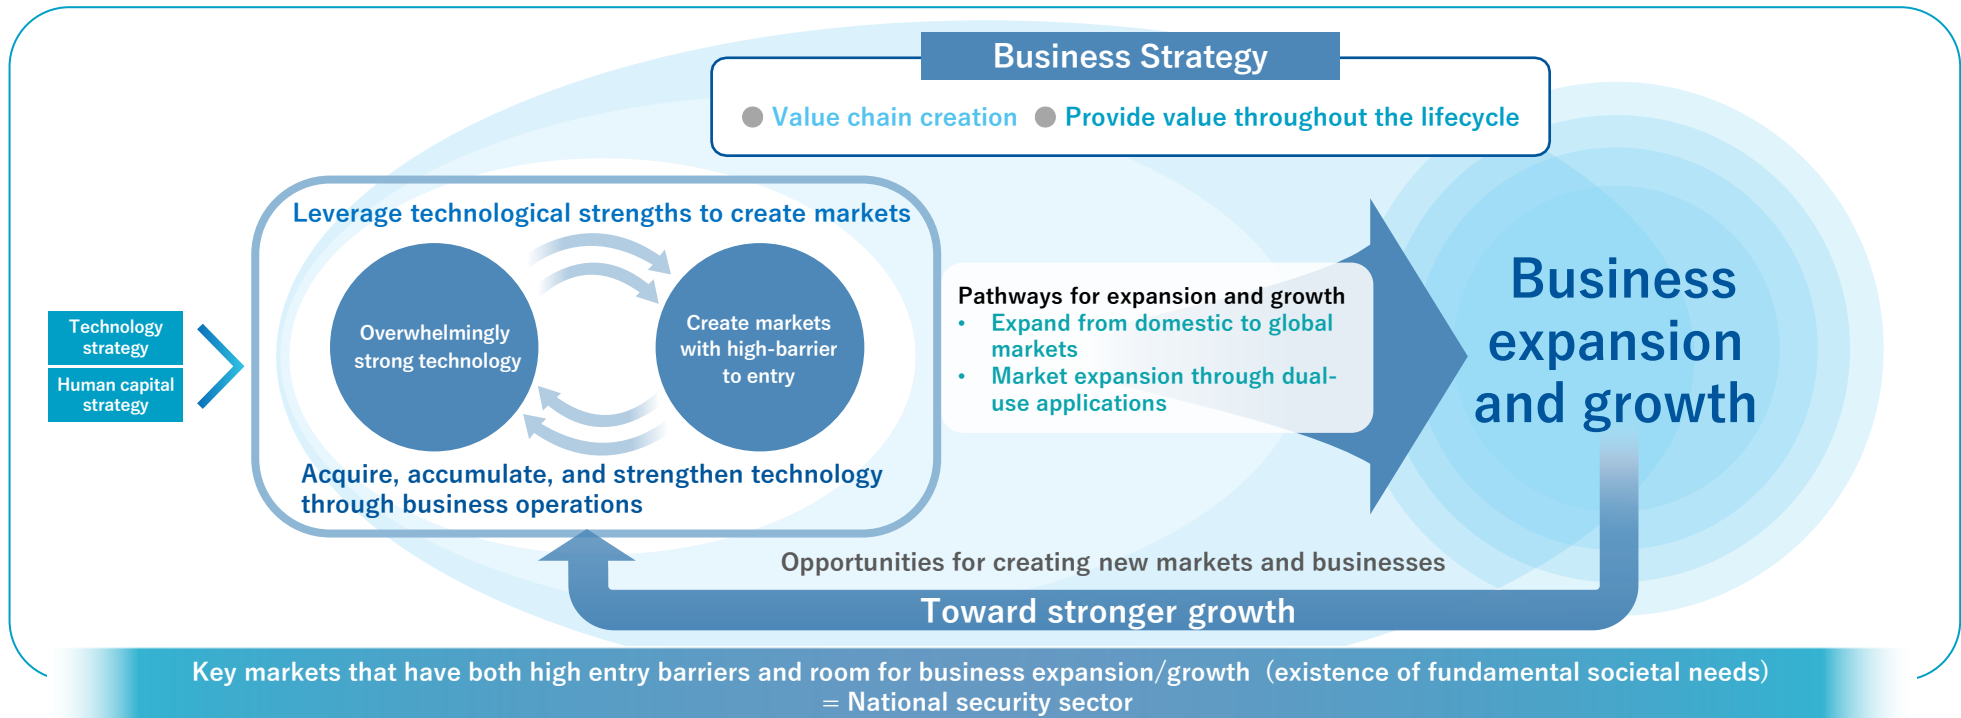 Business Strategy
● Value chain creation ● Provide value throughout the lifecycle
Leverage technological strengths to create markets
Technology
strategy
Human capital
strategy
Overwhelmingly
strong technology
Create markets
with high-barrier
to entry
Acquire, accumulate, and strengthen technology
through business operations
Pathways for expansion and growth
• Expand from domestic to global
markets
• Market expansion through dual-
use applications
Business
expansion
and growth
Opportunities for creating new markets and businesses
Toward stronger growth
Key markets that have both high entry barriers and room for business expansion/growth（existence of fundamental societal needs）
＝ National security sector